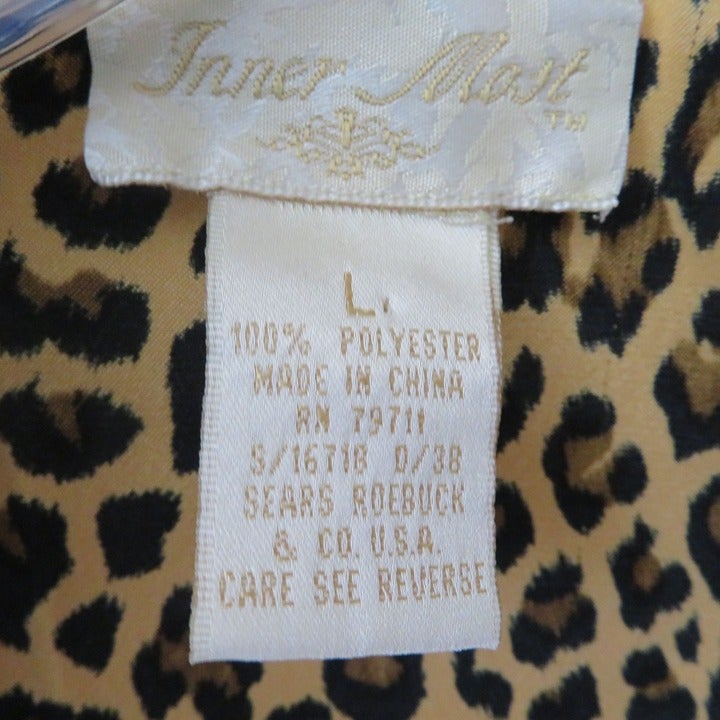 Inner Most TM
L.
100% POLYESTER
MADE IN CHINA
RN 79711
S/16718 D/38
SEARS ROEBUCK
& CO. U.S.A.
CARE SEE REVERSE